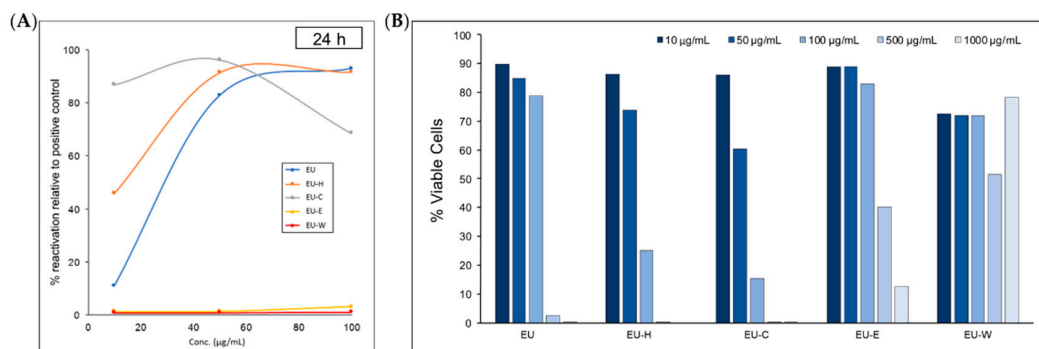 (A)
24 h
% reactivation relative to positive control
100
80
60
40
20
0
EU
EU-H
EU-C
EU-E
EU-W
0 20 40 60 80 100
Conc. (µg/mL)
(B)
% Viable Cells
10 µg/mL 50 µg/mL 100 µg/mL 500 µg/mL 1000 µg/mL
100
90
80
70
60
50
40
30
20
10
0
EU EU-H EU-C EU-E EU-W